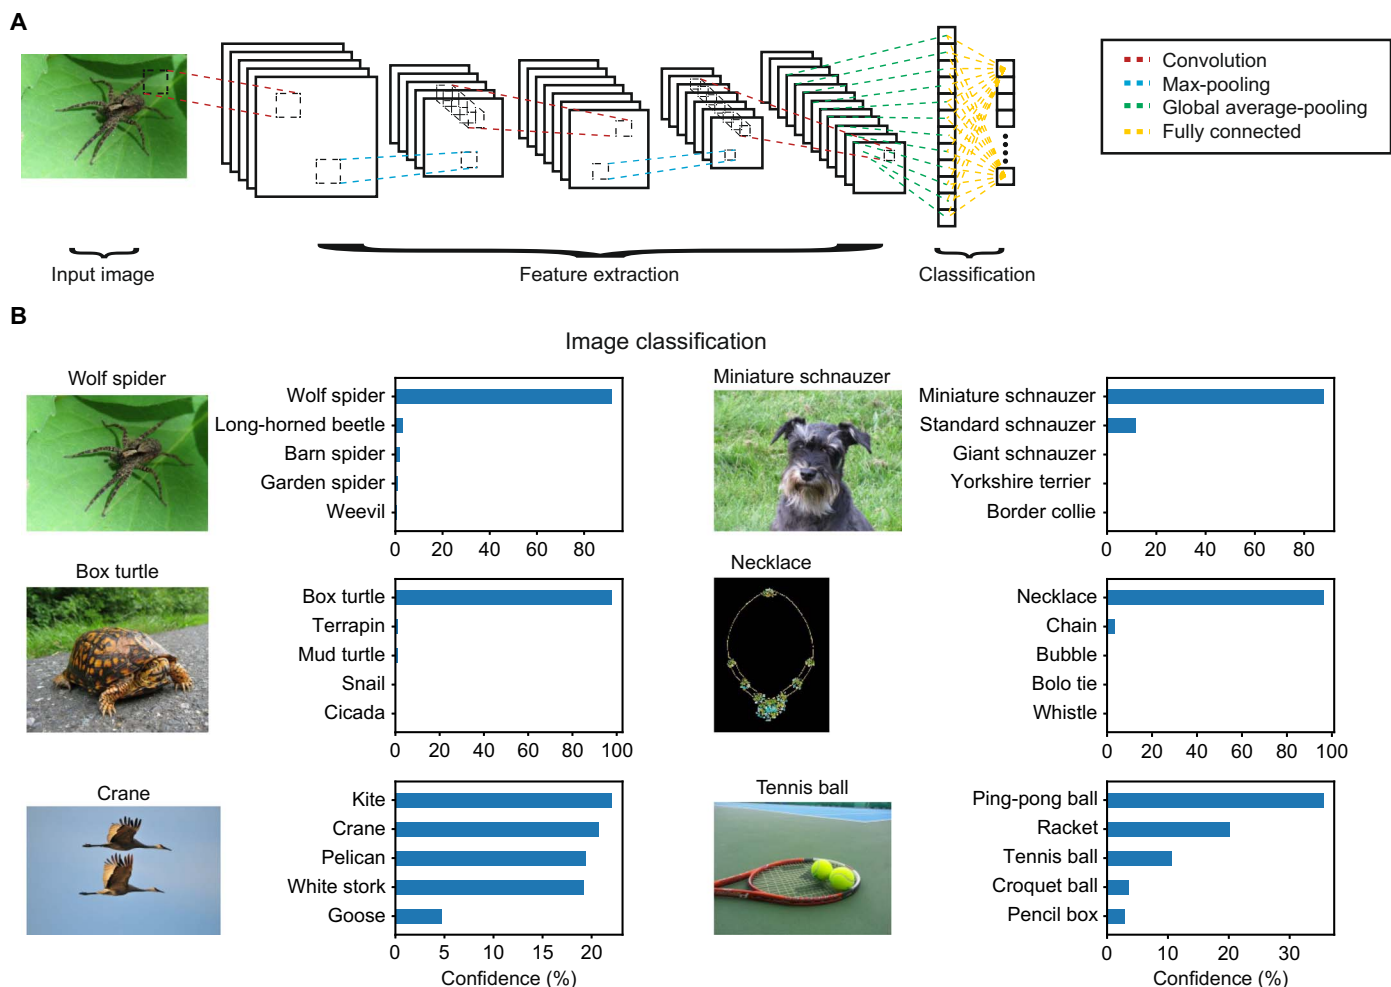 A
Convolution
Max-pooling
Global average-pooling
Fully connected
Input image
Feature extraction
Classification
B
Image classification
Wolf spider
Wolf spider
Long-horned beetle
Barn spider
Garden spider
Weevil
0 20 40 60 80
Miniature schnauzer
Miniature schnauzer
Standard schnauzer
Giant schnauzer
Yorkshire terrier
Border collie
0 20 40 60 80
Box turtle
Box turtle
Terrapin
Mud turtle
Snail
Cicada
0 20 40 60 80 100
Necklace
Necklace
Chain
Bubble
Bolo tie
Whistle
0 20 40 60 80 100
Crane
Kite
Crane
Pelican
White stork
Goose
0 5 10 15 20
Confidence (%)
Tennis ball
Ping-pong ball
Racket
Tennis ball
Croquet ball
Pencil box
0 10 20 30
Confidence (%)